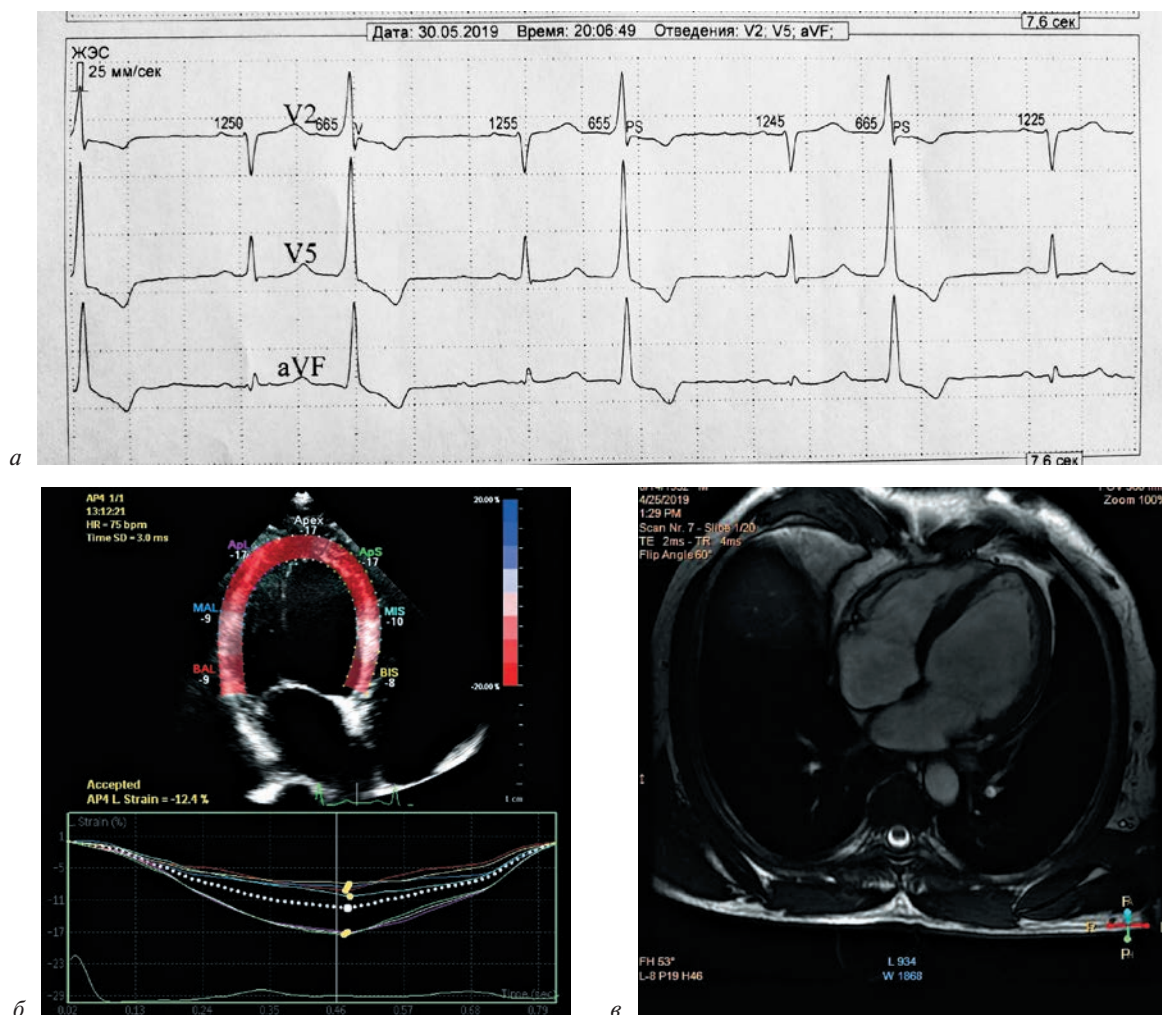 7,6 сек
Дата: 30.05.2019 Время: 20:06:49 Отведения: V2; V5; aVF;
ЖЭС
25 мм/сек
V2
1250 665 V 1255 655 PS 1245 665 PS 1225
V5
aVF
7,6 сек
а
AP4 1/1
13:12:21
HR = 75 bpm
Time SD = 3.0 ms
20.00%
Apex
-17
ApL
-17
ApS
-17
MAL
-9
MIS
-10
BAL
-9
BIS
-8
-20.00%
Accepted
AP4 L. Strain = -12.4 %
1 cm
L. Strain (%)
1
-5
-11
-17
-23
-29
Time (sec)
0.02 0.13 0.24 0.35 0.46 0.57 0.68 0.79
б
4/25/2019
1:29 PM
Scan Nr. 7 - Slice 1/20
TE 2ms - TR 4ms
Flip Angle 60°
Zoom 100%
FH 53°
L-8 P19 H46
L 934
W 1868
в